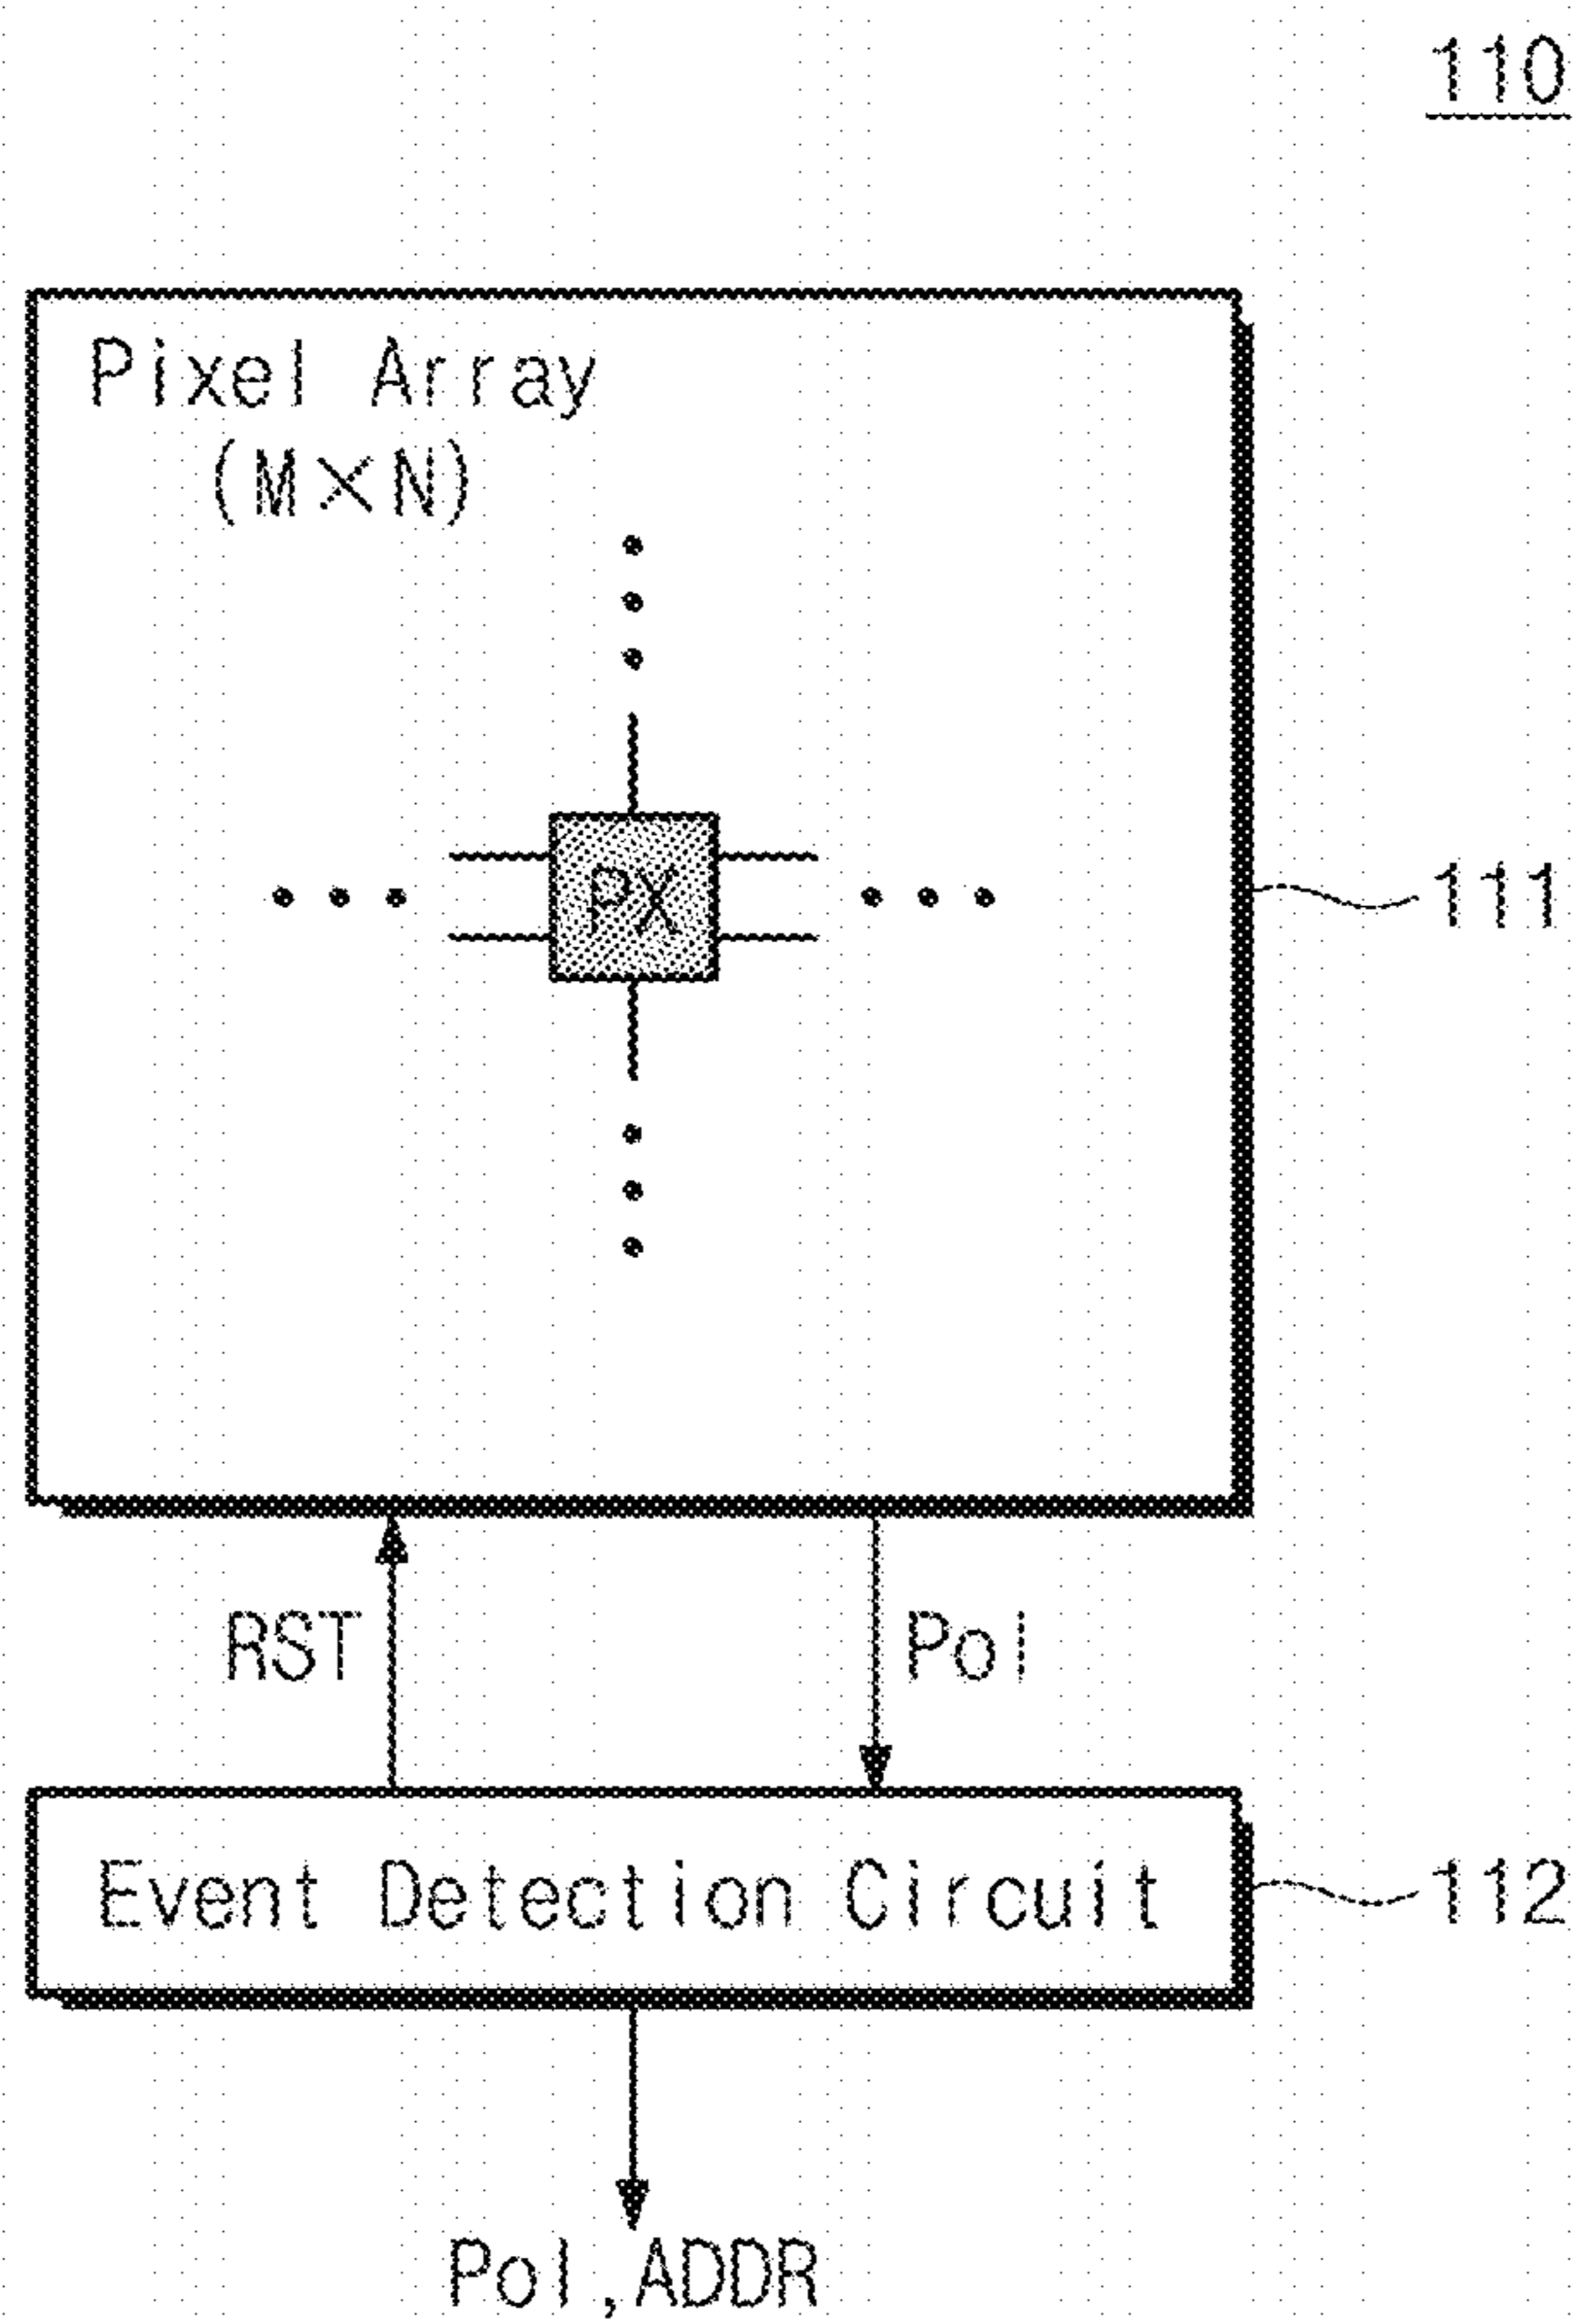 110
Pixel Array
(M×N)
PX
111
RST
Pol
Event Detection Circuit
112
Pol,ADDR